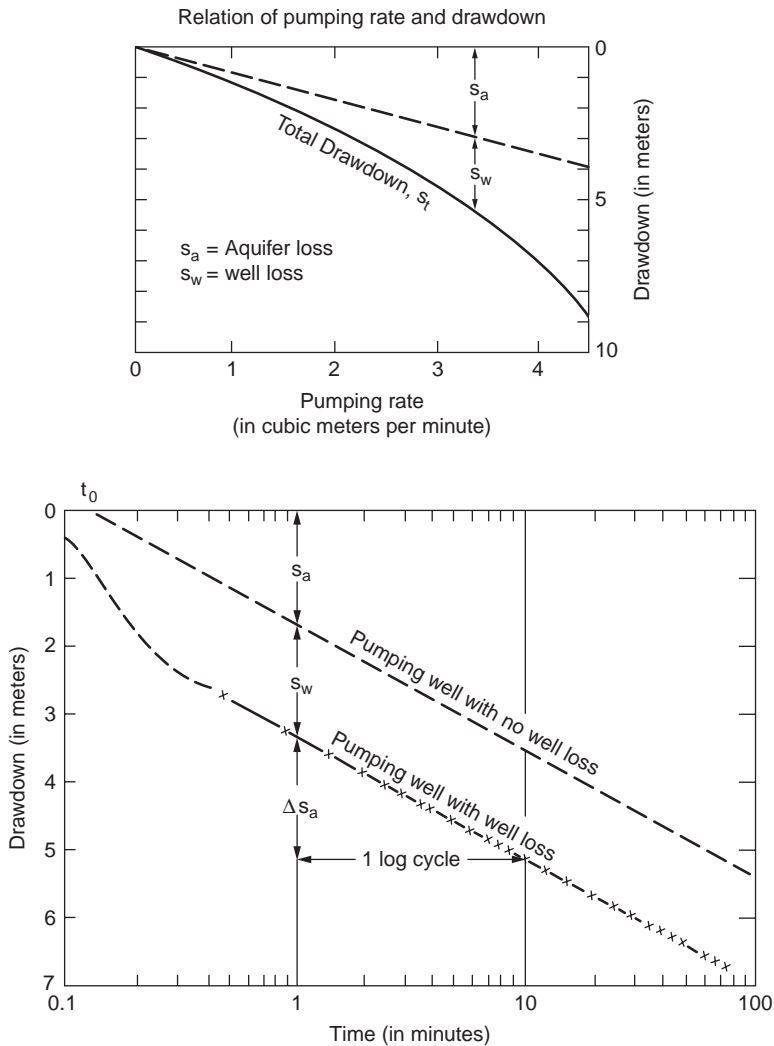 Relation of pumping rate and drawdown
0
5
10
Drawdown (in meters)
s_a
s_w
Total Drawdown, s_t
s_a = Aquifer loss
s_w = well loss
0 1 2 3 4
Pumping rate
(in cubic meters per minute)
t_0
0
1
2
3
4
5
6
7
Drawdown (in meters)
s_a
s_w
Δs_a
Pumping well with no well loss
Pumping well with well loss
1 log cycle
0.1 1 10 100
Time (in minutes)